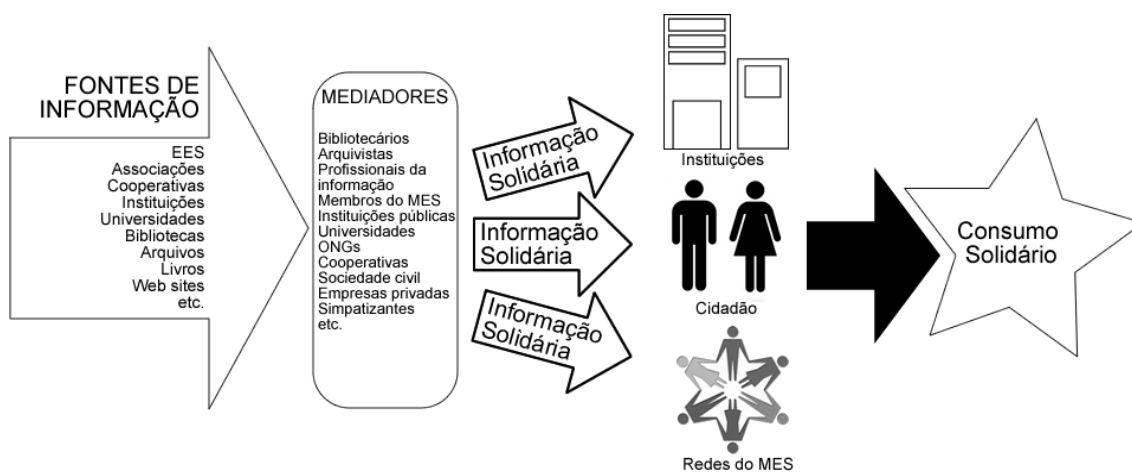 FONTES DE
INFORMAÇÃO
EES
Associações
Cooperativas
Instituições
Universidades
Bibliotecas
Arquivos
Livros
Web sites
etc.
MEDIADORES
Bibliotecários
Arquivistas
Profissionais da
informação
Membros do MES
Instituições públicas
Universidades
ONGs
Cooperativas
Sociedade civil
Empresas privadas
Simpatizantes
etc.
Informação
Solidária
Informação
Solidária
Informação
Solidária
Instituições
Cidadão
Redes do MES
Consumo
Solidário